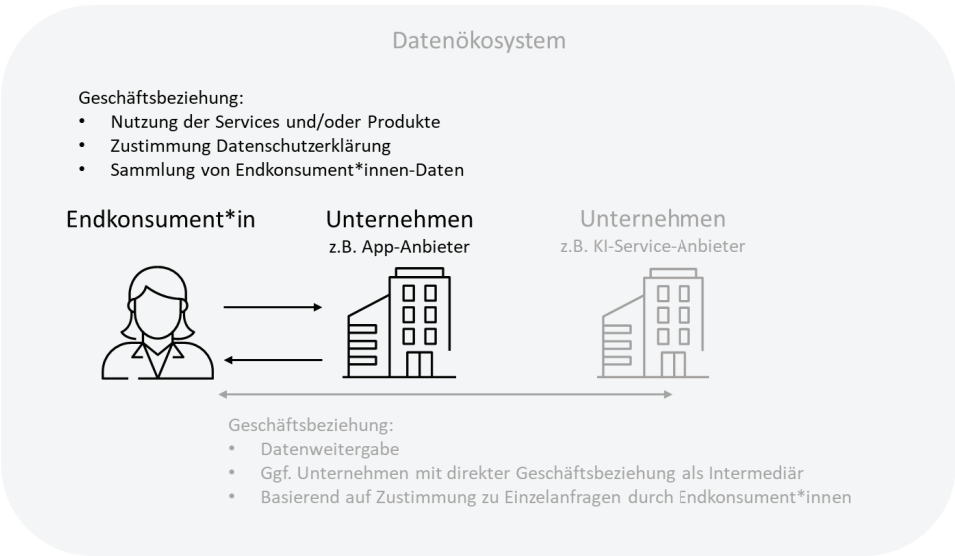 Datenökosystem
Geschäftsbeziehung:
• Nutzung der Services und/oder Produkte
• Zustimmung Datenschutzerklärung
• Sammlung von Endkonsument*innen-Daten
Endkonsument*in
Unternehmen
z.B. App-Anbieter
Unternehmen
z.B. KI-Service-Anbieter
Geschäftsbeziehung:
• Datenweitergabe
• Ggf. Unternehmen mit direkter Geschäftsbeziehung als Intermediär
• Basierend auf Zustimmung zu Einzelanfragen durch Endkonsument*innen